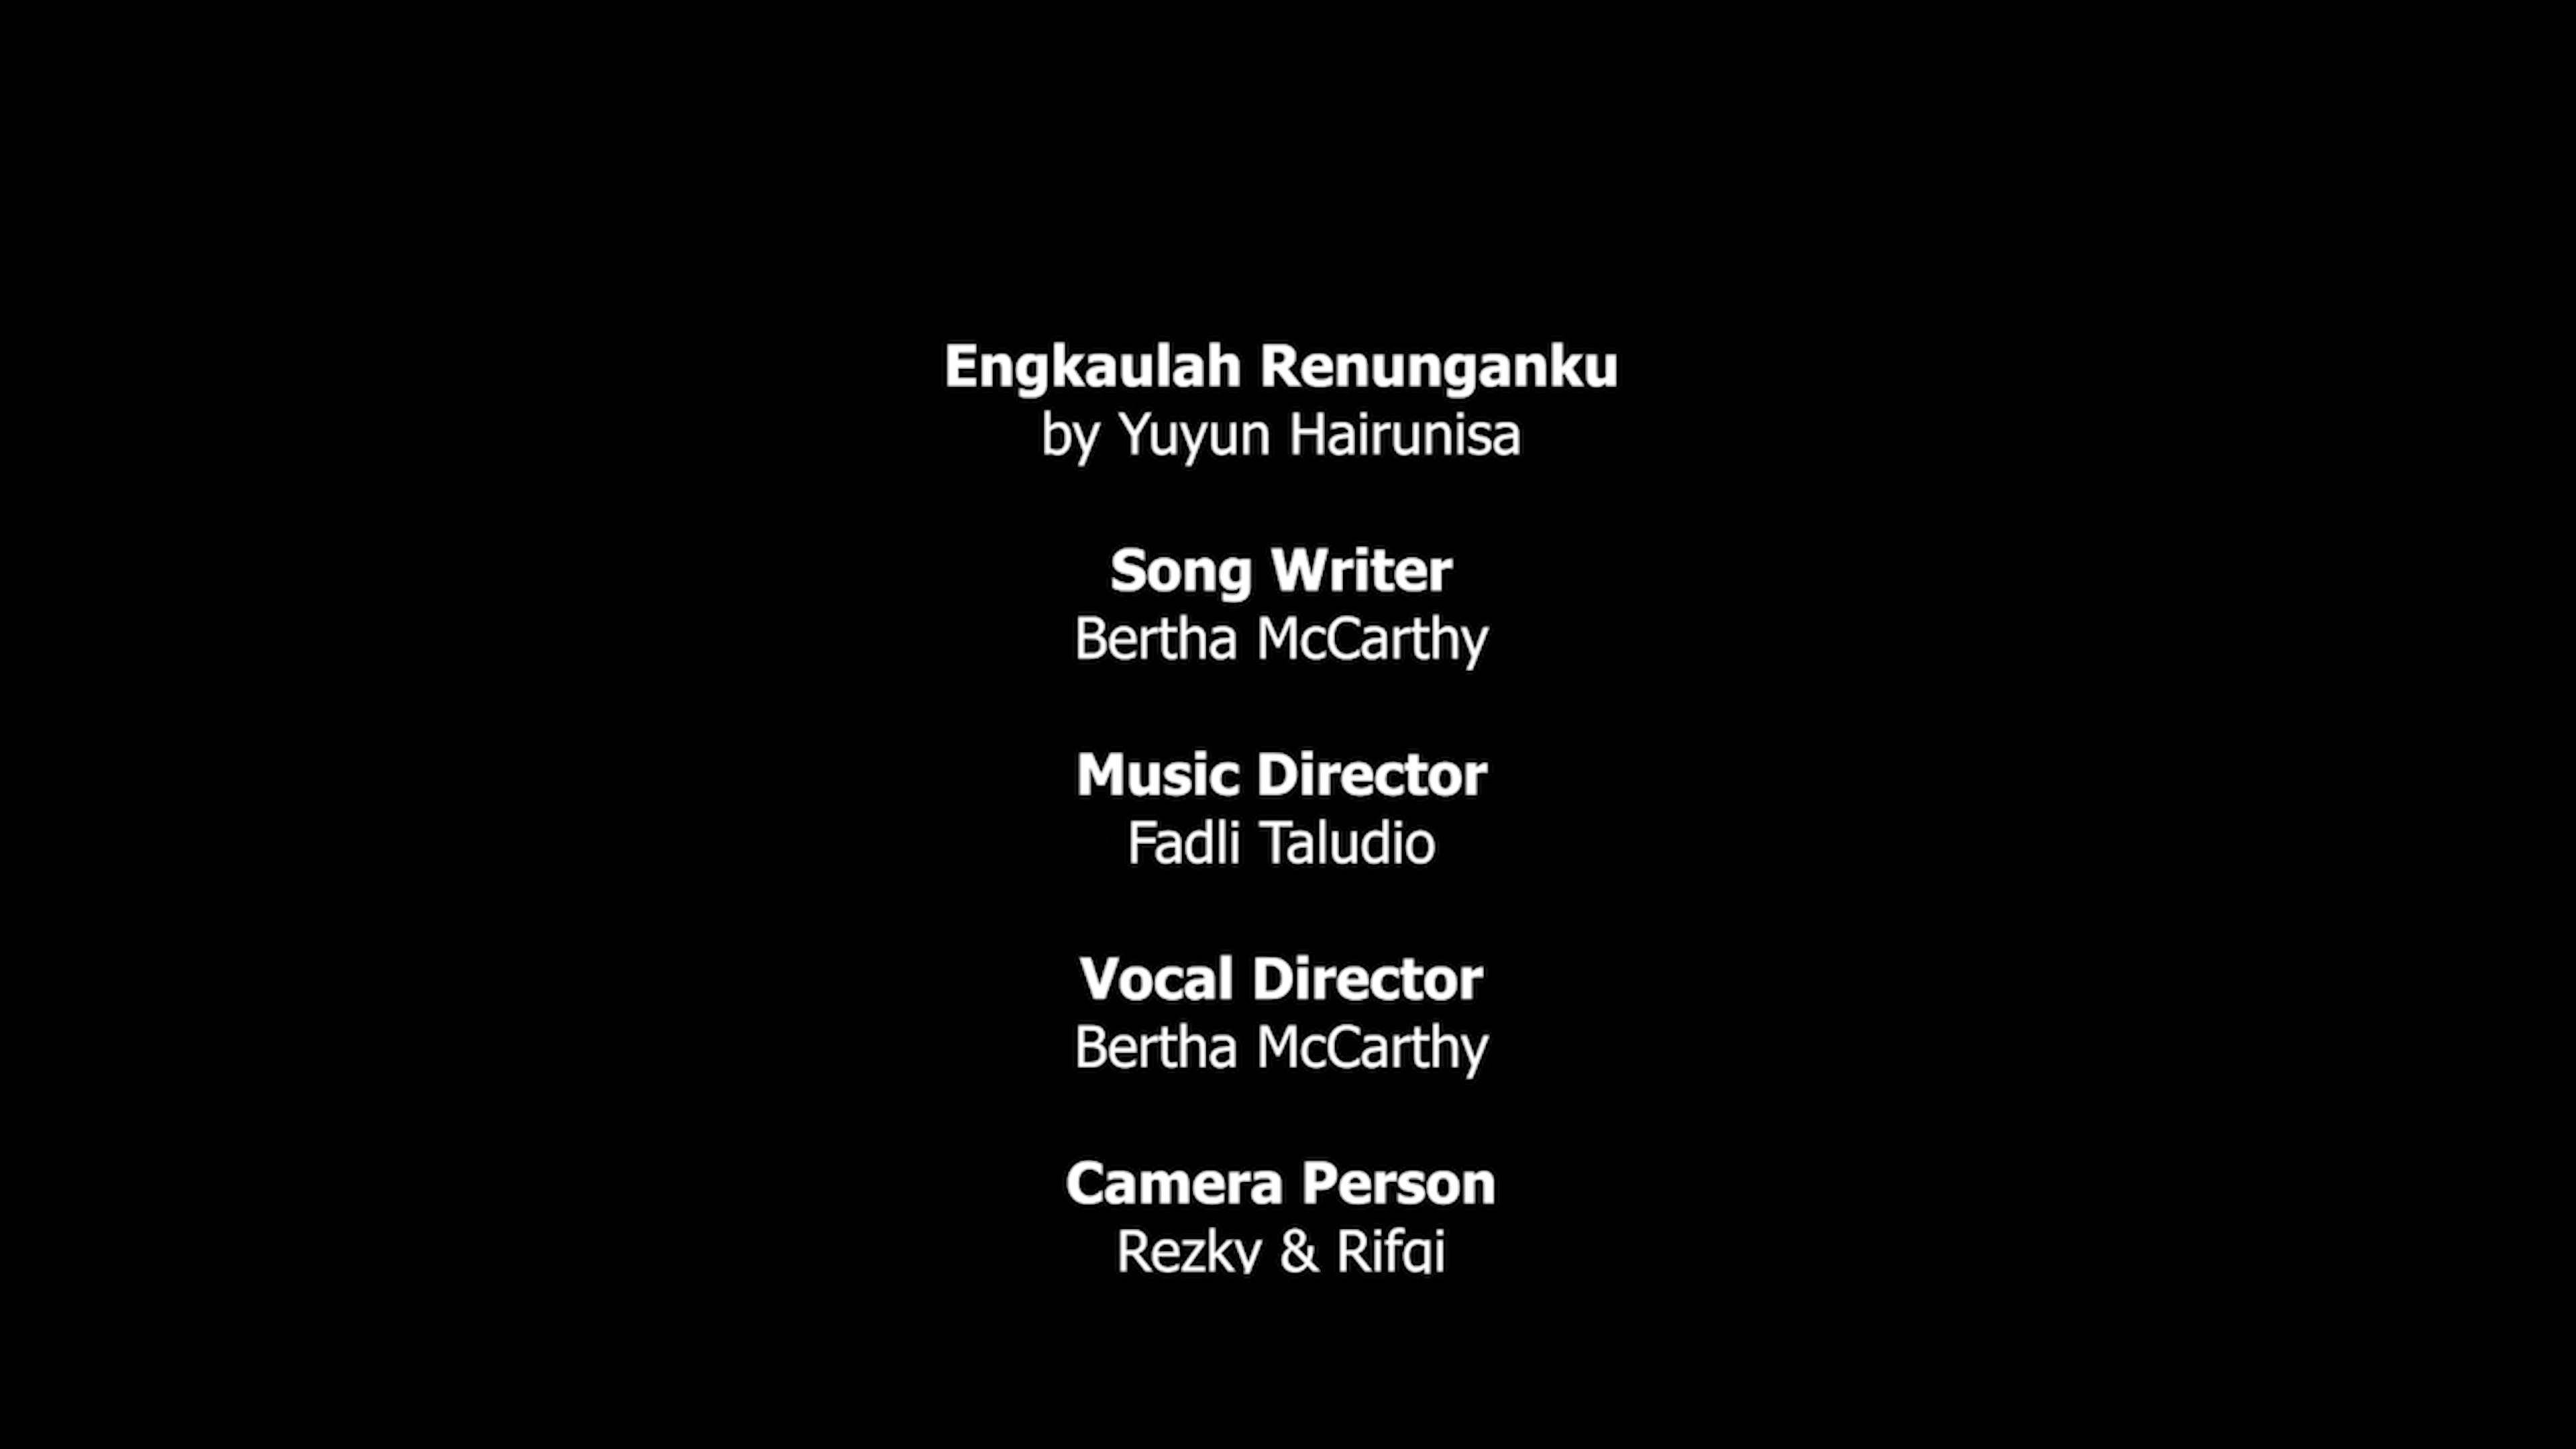 Engkaulah Renunganku
by Yuyun Hairunisa
Song Writer
Bertha McCarthy
Music Director
Fadli Taludio
Vocal Director
Bertha McCarthy
Camera Person
Rezky & Rifqi